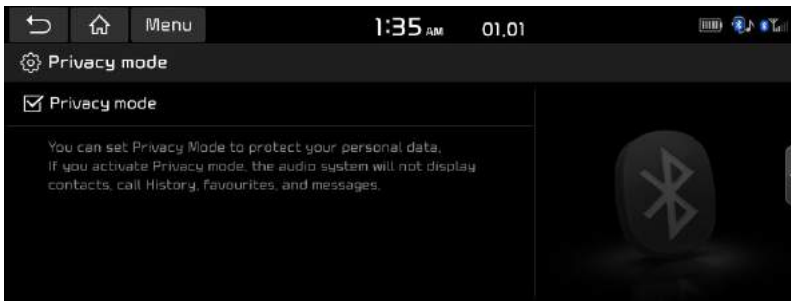 Menu
1:35 AM 01.01
Privacy mode
Privacy mode
You can set Privacy Mode to protect your personal data.
If you activate Privacy mode, the audio system will not display
contacts, call History, favourites, and messages.